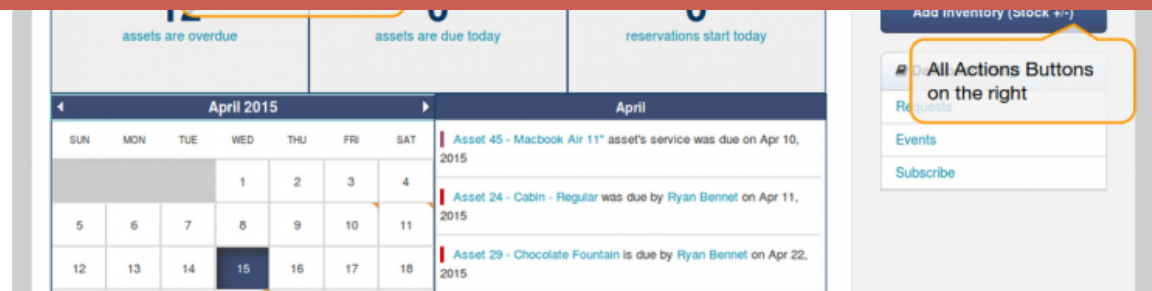 12
0
0
assets are overdue
assets are due today
reservations start today
April 2015
SUN MON TUE WED THU FRI SAT
1 2 3 4
5 6 7 8 9 10 11
12 13 14 15 16 17 18
April
Asset 45 - Macbook Air 11" asset's service was due on Apr 10,
2015
Asset 24 - Cabin - Regular was due by Ryan Bennet on Apr 11,
2015
Asset 29 - Chocolate Fountain is due by Ryan Bennet on Apr 22,
2015
Add Inventory (Stock +/-)
All Actions Buttons
on the right
Requests
Events
Subscribe